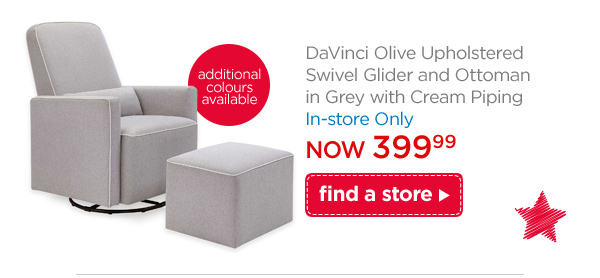 additional
colours
available
DaVinci Olive Upholstered
Swivel Glider and Ottoman
in Grey with Cream Piping
In-store Only
NOW 399⁹⁹
find a store ▸